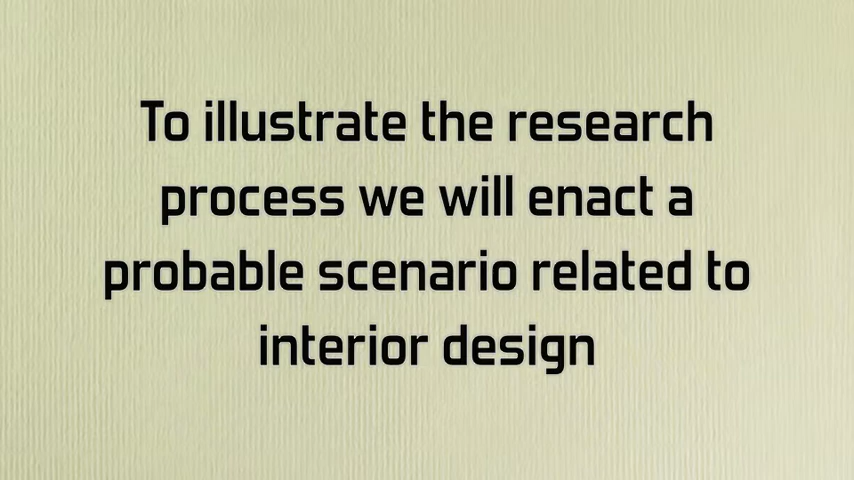 To illustrate the research
process we will enact a
probable scenario related to
interior design